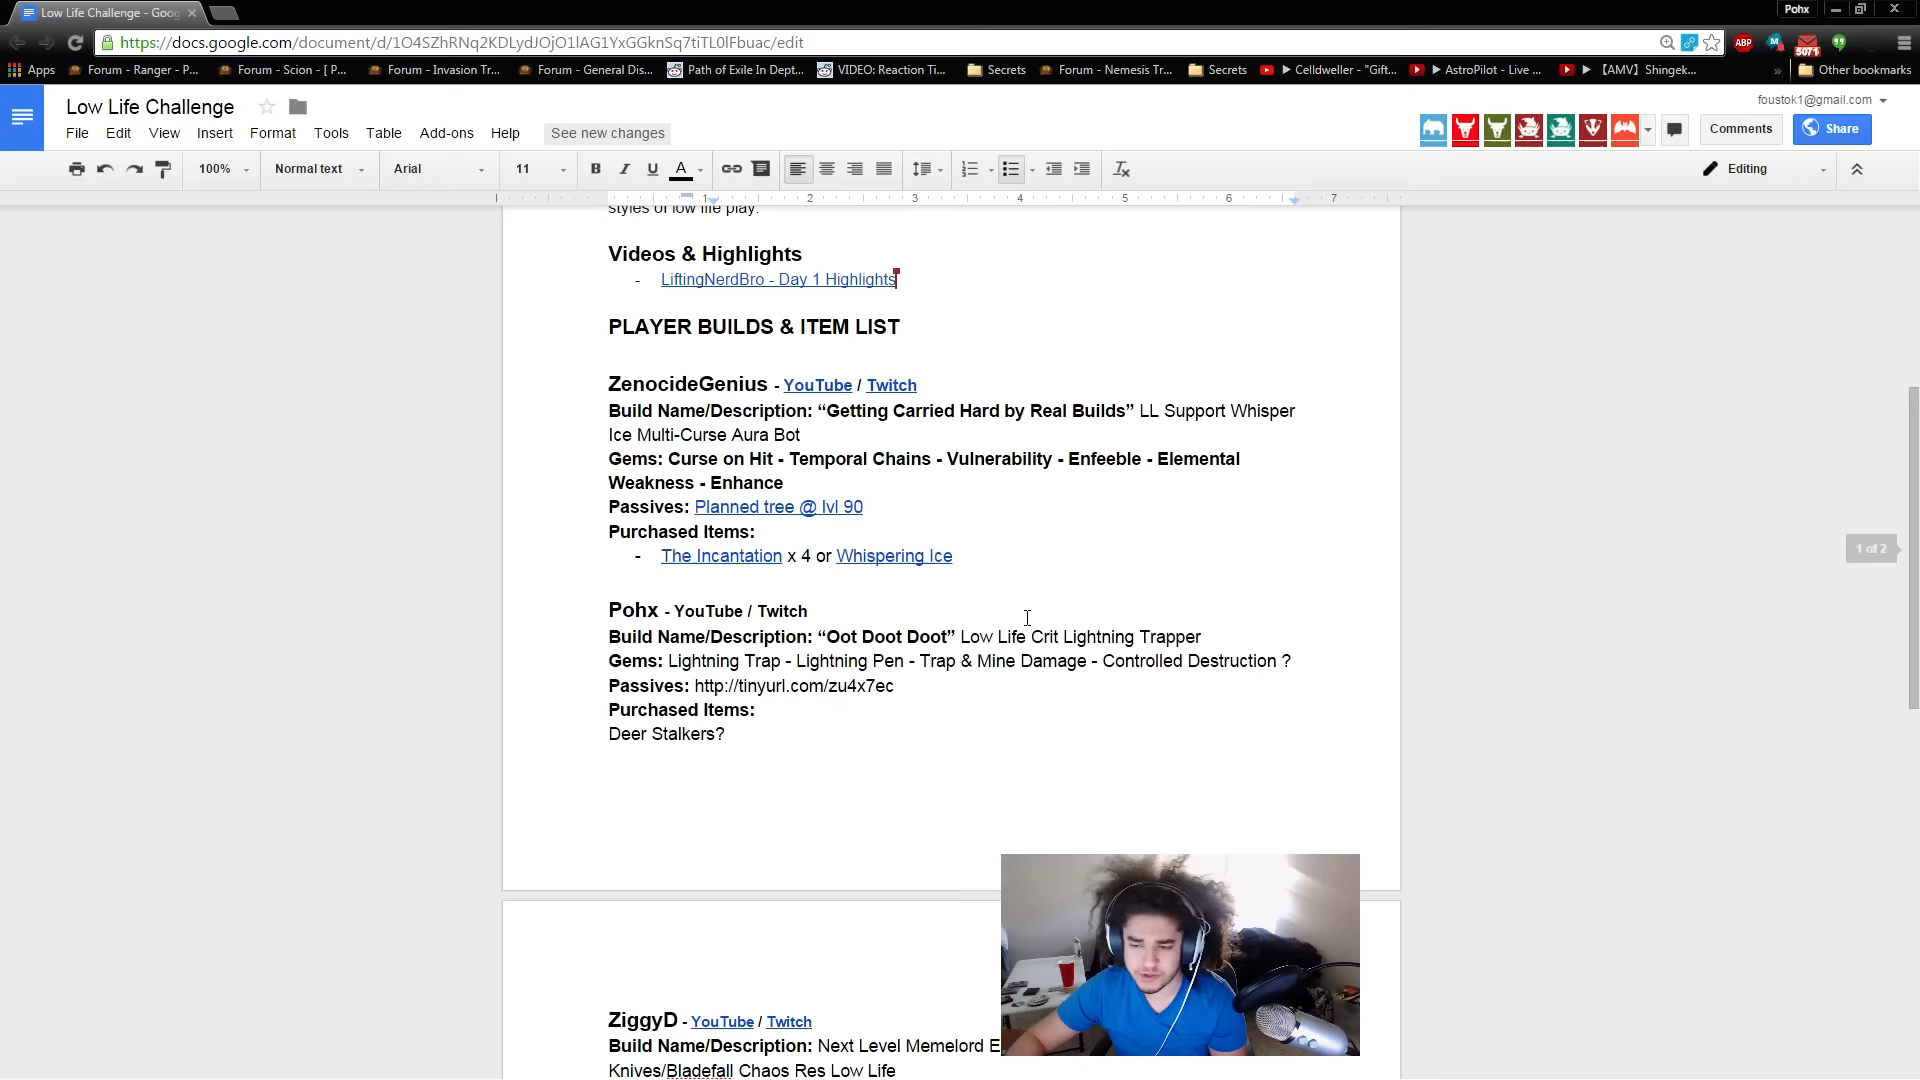 Low Life Challenge - Goog
Pohx
https://docs.google.com/document/d/1O4SZhRNq2KDLydJOjO1lAG1YxGGknSq7tiTL0lFbuac/edit
ABP
5071
Apps
Forum - Ranger - P...
Forum - Scion - [ P...
Forum - Invasion Tr...
Forum - General Dis...
Path of Exile In Dept...
VIDEO: Reaction Ti...
Secrets
Forum - Nemesis Tr...
Secrets
▶ Celldweller - "Gift...
▶ AstroPilot - Live ...
▶ 【AMV】Shingek...
»
Other bookmarks
Low Life Challenge
foustok1@gmail.com
File Edit View Insert Format Tools Table Add-ons Help See new changes
Comments
Share
100% Normal text Arial 11 B I U A
Editing
1 2 3 4 5 6 7
styles of low life play.
Videos & Highlights
- LiftingNerdBro - Day 1 Highlights
PLAYER BUILDS & ITEM LIST
ZenocideGenius - YouTube / Twitch
Build Name/Description: “Getting Carried Hard by Real Builds” LL Support Whisper
Ice Multi-Curse Aura Bot
Gems: Curse on Hit - Temporal Chains - Vulnerability - Enfeeble - Elemental
Weakness - Enhance
Passives: Planned tree @ lvl 90
Purchased Items:
- The Incantation x 4 or Whispering Ice
1 of 2
Pohx - YouTube / Twitch
Build Name/Description: “Oot Doot Doot” Low Life Crit Lightning Trapper
Gems: Lightning Trap - Lightning Pen - Trap & Mine Damage - Controlled Destruction ?
Passives: http://tinyurl.com/zu4x7ec
Purchased Items:
Deer Stalkers?
ZiggyD - YouTube / Twitch
Build Name/Description: Next Level Memelord E
Knives/Bladefall Chaos Res Low Life